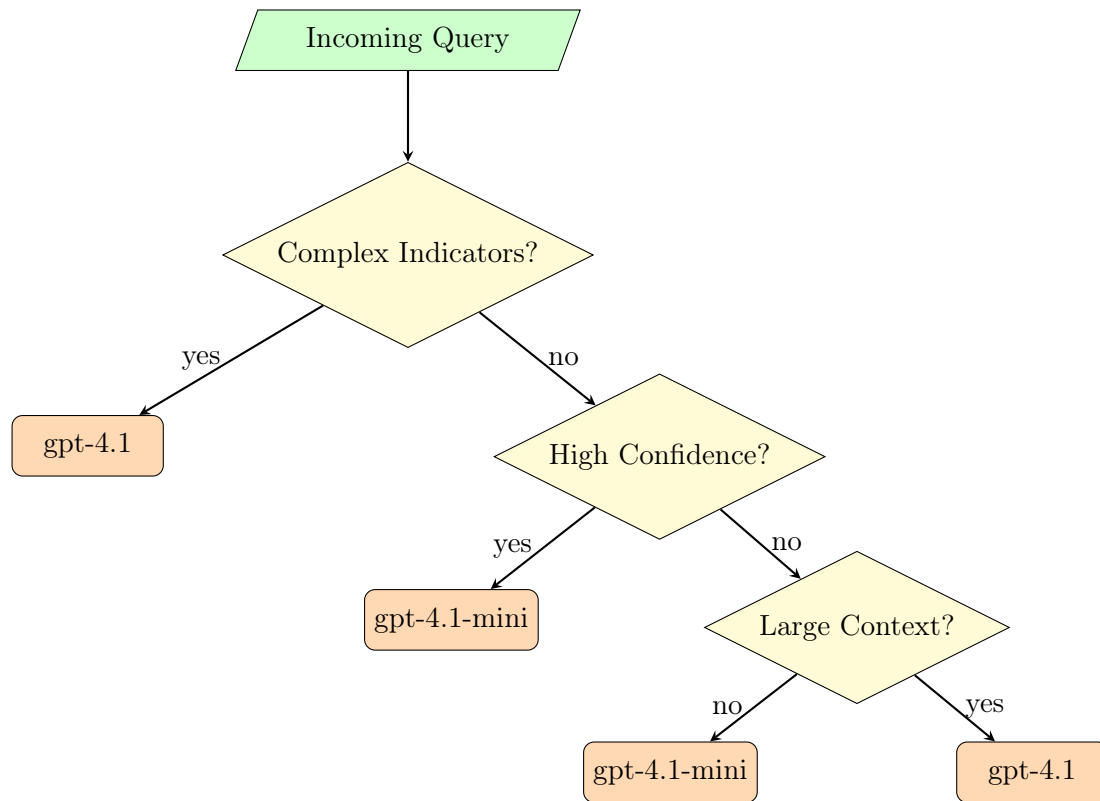 Incoming Query
Complex Indicators?
yes
no
gpt-4.1
High Confidence?
yes
no
gpt-4.1-mini
Large Context?
no
yes
gpt-4.1-mini
gpt-4.1